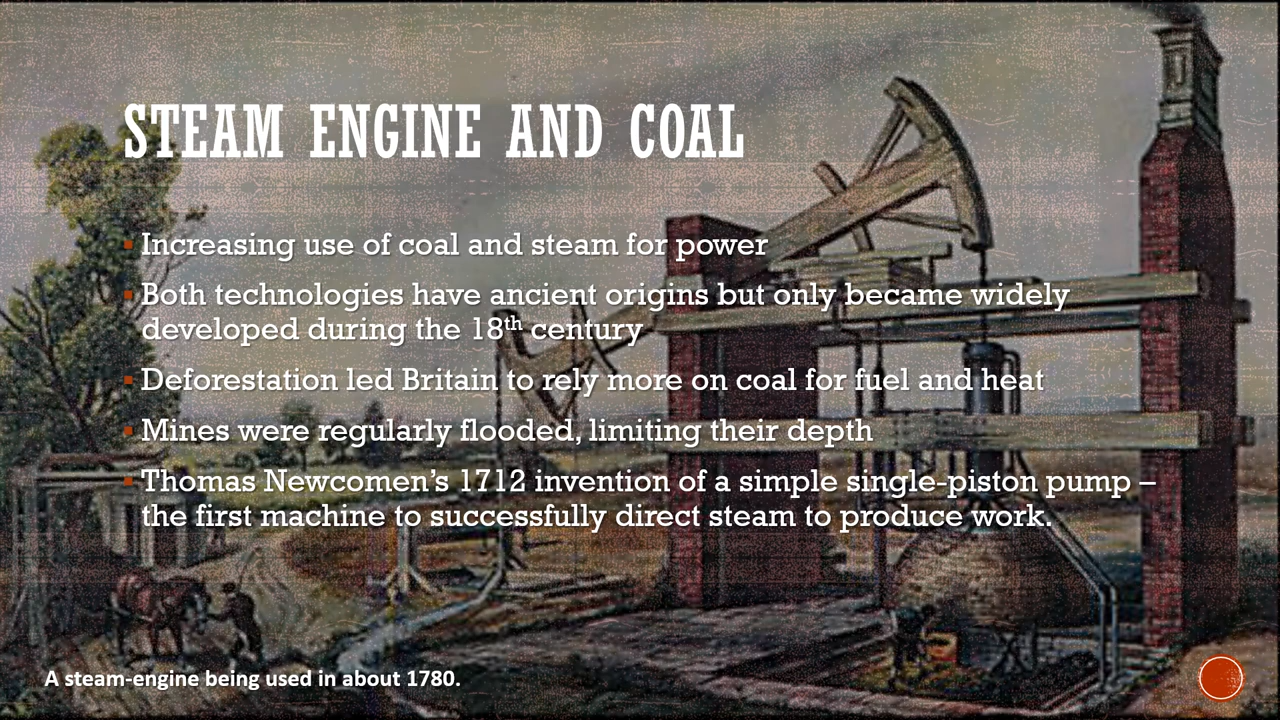 STEAM ENGINE AND COAL
Increasing use of coal and steam for power
Both technologies have ancient origins but only became widely
developed during the 18th century
Deforestation led Britain to rely more on coal for fuel and heat
Mines were regularly flooded, limiting their depth
Thomas Newcomen’s 1712 invention of a simple single-piston pump –
the first machine to successfully direct steam to produce work.
A steam-engine being used in about 1780.